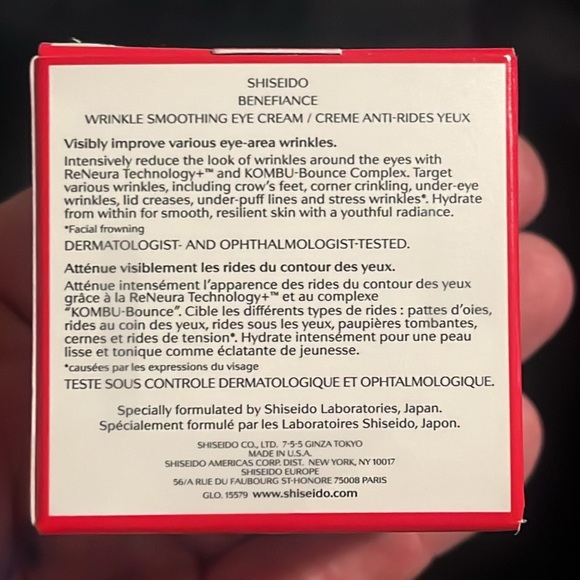 SHISEIDO
BENEFIANCE
WRINKLE SMOOTHING EYE CREAM / CREME ANTI-RIDES YEUX
Visibly improve various eye-area wrinkles.
Intensively reduce the look of wrinkles around the eyes with
ReNeura Technology+™ and KOMBU-Bounce Complex. Target
various wrinkles, including crow's feet, corner crinkling, under-eye
wrinkles, lid creases, under-puff lines and stress wrinkles*. Hydrate
from within for smooth, resilient skin with a youthful radiance.
*Facial frowning
DERMATOLOGIST- AND OPHTHALMOLOGIST-TESTED.
Atténue visiblement les rides du contour des yeux.
Atténue intensément l'apparence des rides du contour des yeux
grâce à la ReNeura Technology+™ et au complexe
"KOMBU-Bounce". Cible les différents types de rides : pattes d'oies,
rides au coin des yeux, rides sous les yeux, paupières tombantes,
cernes et rides de tension*. Hydrate intensément pour une peau
lisse et tonique comme éclatante de jeunesse.
*causées par les expressions du visage
TESTE SOUS CONTROLE DERMATOLOGIQUE ET OPHTALMOLOGIQUE.
Specially formulated by Shiseido Laboratories, Japan.
Spécialement formulé par les Laboratoires Shiseido, Japon.
SHISEIDO CO., LTD. 7-5-5 GINZA TOKYO
MADE IN U.S.A.
SHISEIDO AMERICAS CORP. DIST. NEW YORK, NY 10017
SHISEIDO EUROPE
56/A RUE DU FAUBOURG ST-HONORE 75008 PARIS
GLO. 15579 www.shiseido.com